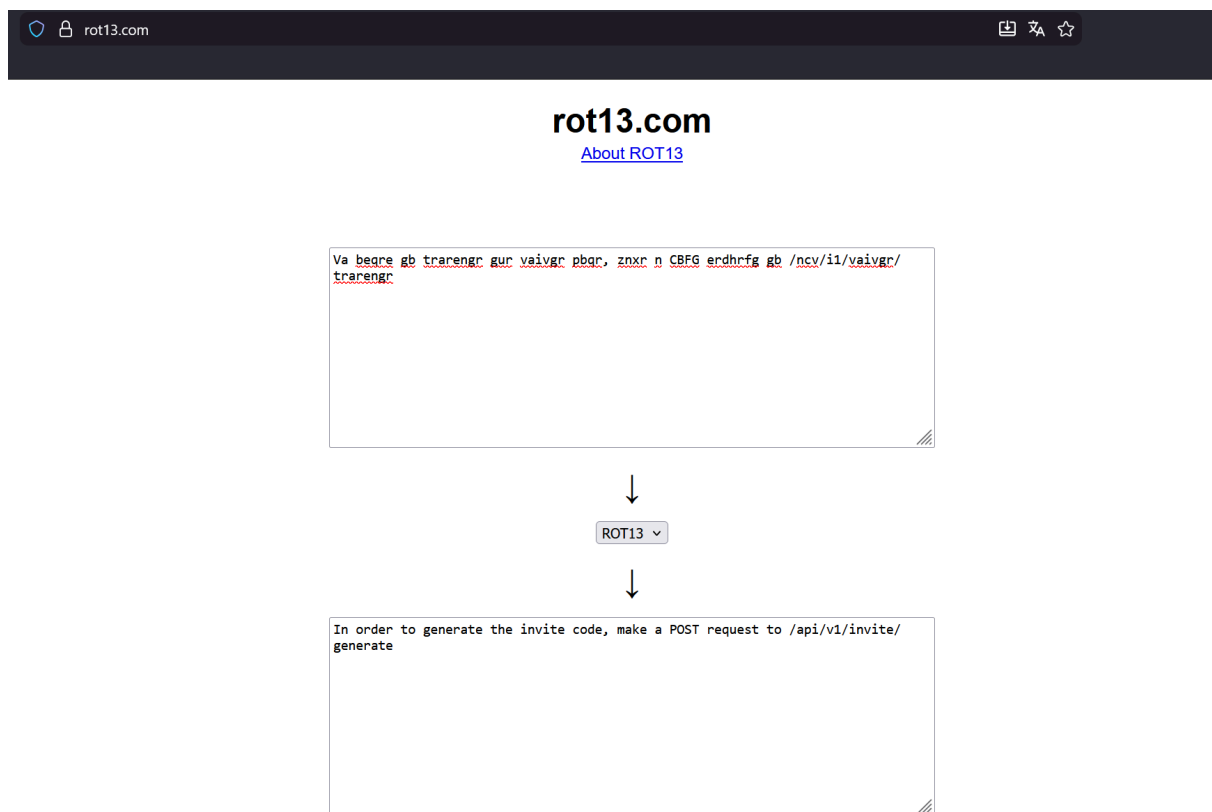 rot13.com
rot13.com
About ROT13
Va beqre gb trarengr gur vaivgr pbqr, znxr n CBFG erdhrfg gb /ncv/i1/vaivgr/
trarengr
↓
ROT13
↓
In order to generate the invite code, make a POST request to /api/v1/invite/
generate